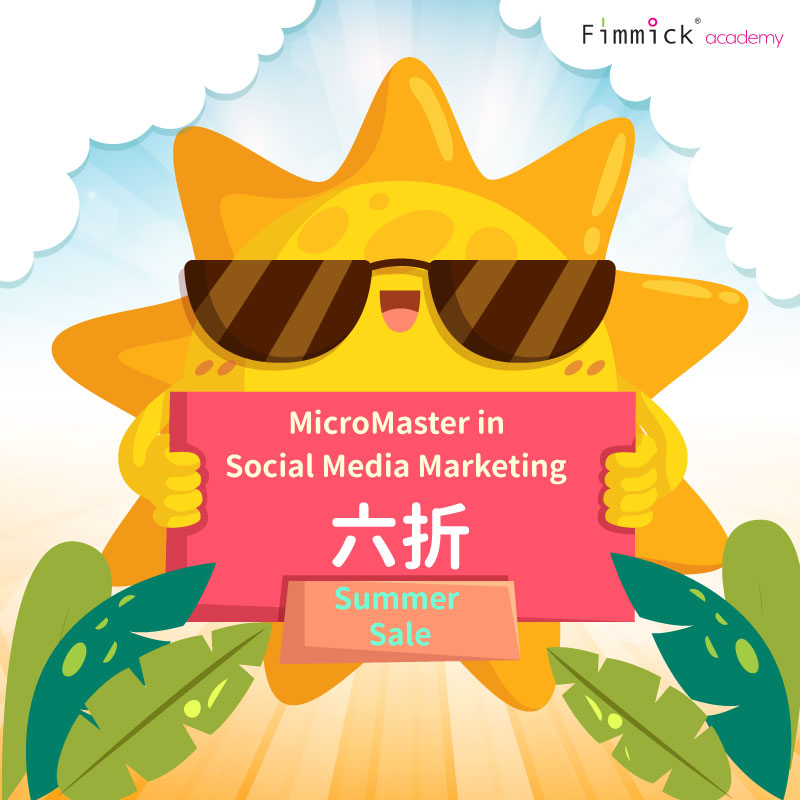 Fimmick® academy
MicroMaster in
Social Media Marketing
六折
Summer
Sale